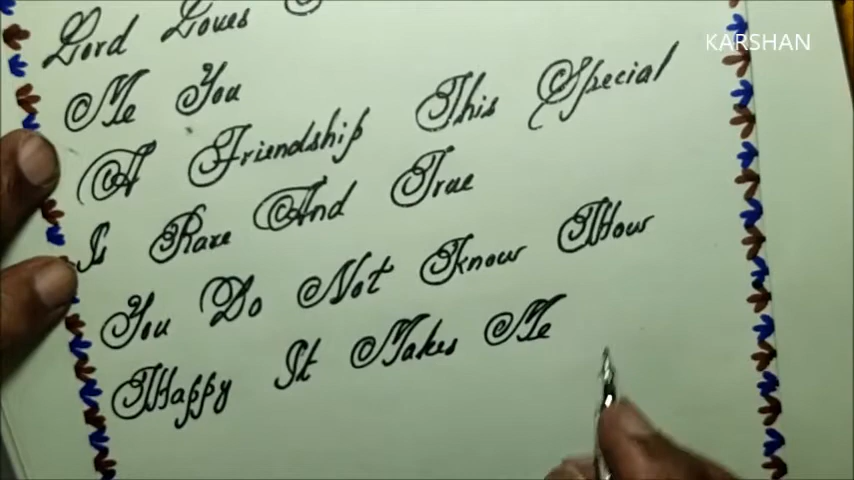 Lord Loves
KARSHAN
Me You
A Friendship This Special
Is Rare And True
You Do Not Know How
Happy It Makes Me